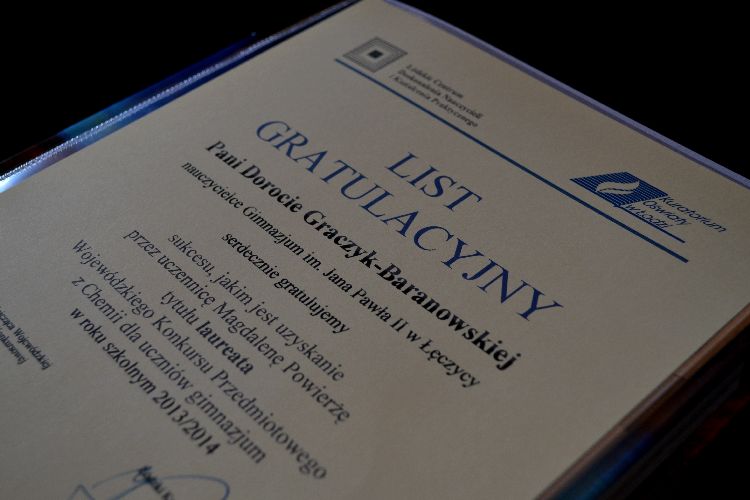 Łódzkie Centrum
Doskonalenia Nauczycieli
i Kształcenia Praktycznego
Kuratorium
Oświaty
w Łodzi
LIST
GRATULACYJNY
Pani Dorocie Graczyk-Baranowskiej
nauczycielce Gimnazjum im. Jana Pawła II w Łęczycy
serdecznie gratulujemy
sukcesu, jakim jest uzyskanie
przez uczennicę Magdalenę Powierżę
tytułu laureata
Wojewódzkiego Konkursu Przedmiotowego
z Chemii dla uczniów gimnazjum
w roku szkolnym 2013/2014
Wojewódzkiej